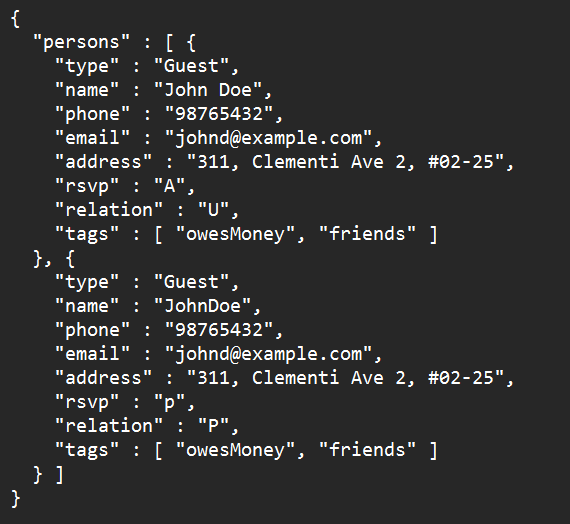 {
  "persons" : [ {
    "type" : "Guest",
    "name" : "John Doe",
    "phone" : "98765432",
    "email" : "johnd@example.com",
    "address" : "311, Clementi Ave 2, #02-25",
    "rsvp" : "A",
    "relation" : "U",
    "tags" : [ "owesMoney", "friends" ]
  }, {
    "type" : "Guest",
    "name" : "JohnDoe",
    "phone" : "98765432",
    "email" : "johnd@example.com",
    "address" : "311, Clementi Ave 2, #02-25",
    "rsvp" : "p",
    "relation" : "P",
    "tags" : [ "owesMoney", "friends" ]
  } ]
}